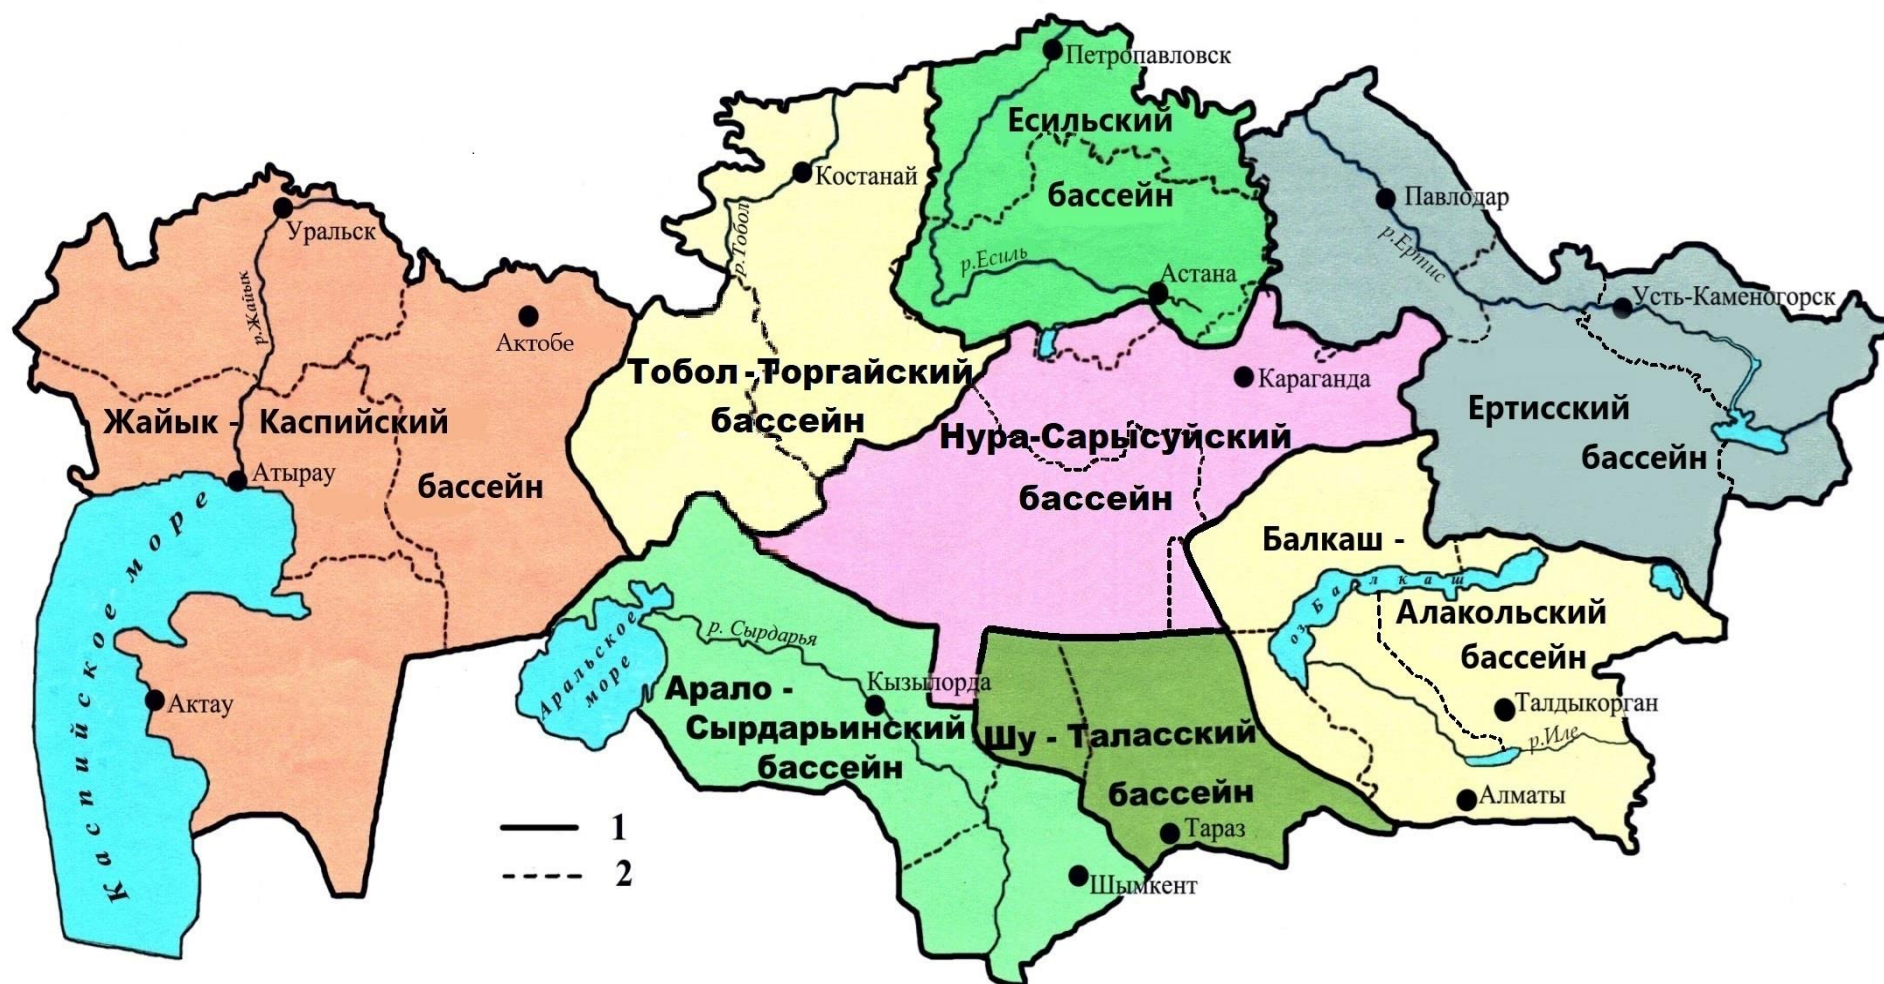 Петропавловск
Есильский
бассейн
Костанай
Павлодар
р.Ертис
Уральск
р.Жайык
р.Тобол
р.Есиль
Астана
Усть-Каменогорск
Актобе
Тобол-Торгайский
бассейн
Караганда
Жайык - Каспийский
бассейн
Нура-Сарысуйский
бассейн
Ертисский
бассейн
Атырау
Балкаш -
Алакольский
бассейн
оз Балкаш
Каспийское море
Актау
р. Сырдарья
Аральское
море
Арало -
Сырдарьинский
бассейн
Кызылорда
Шу - Таласский
бассейн
Талдыкорган
р.Иле
Алматы
Тараз
Шымкент
1
2